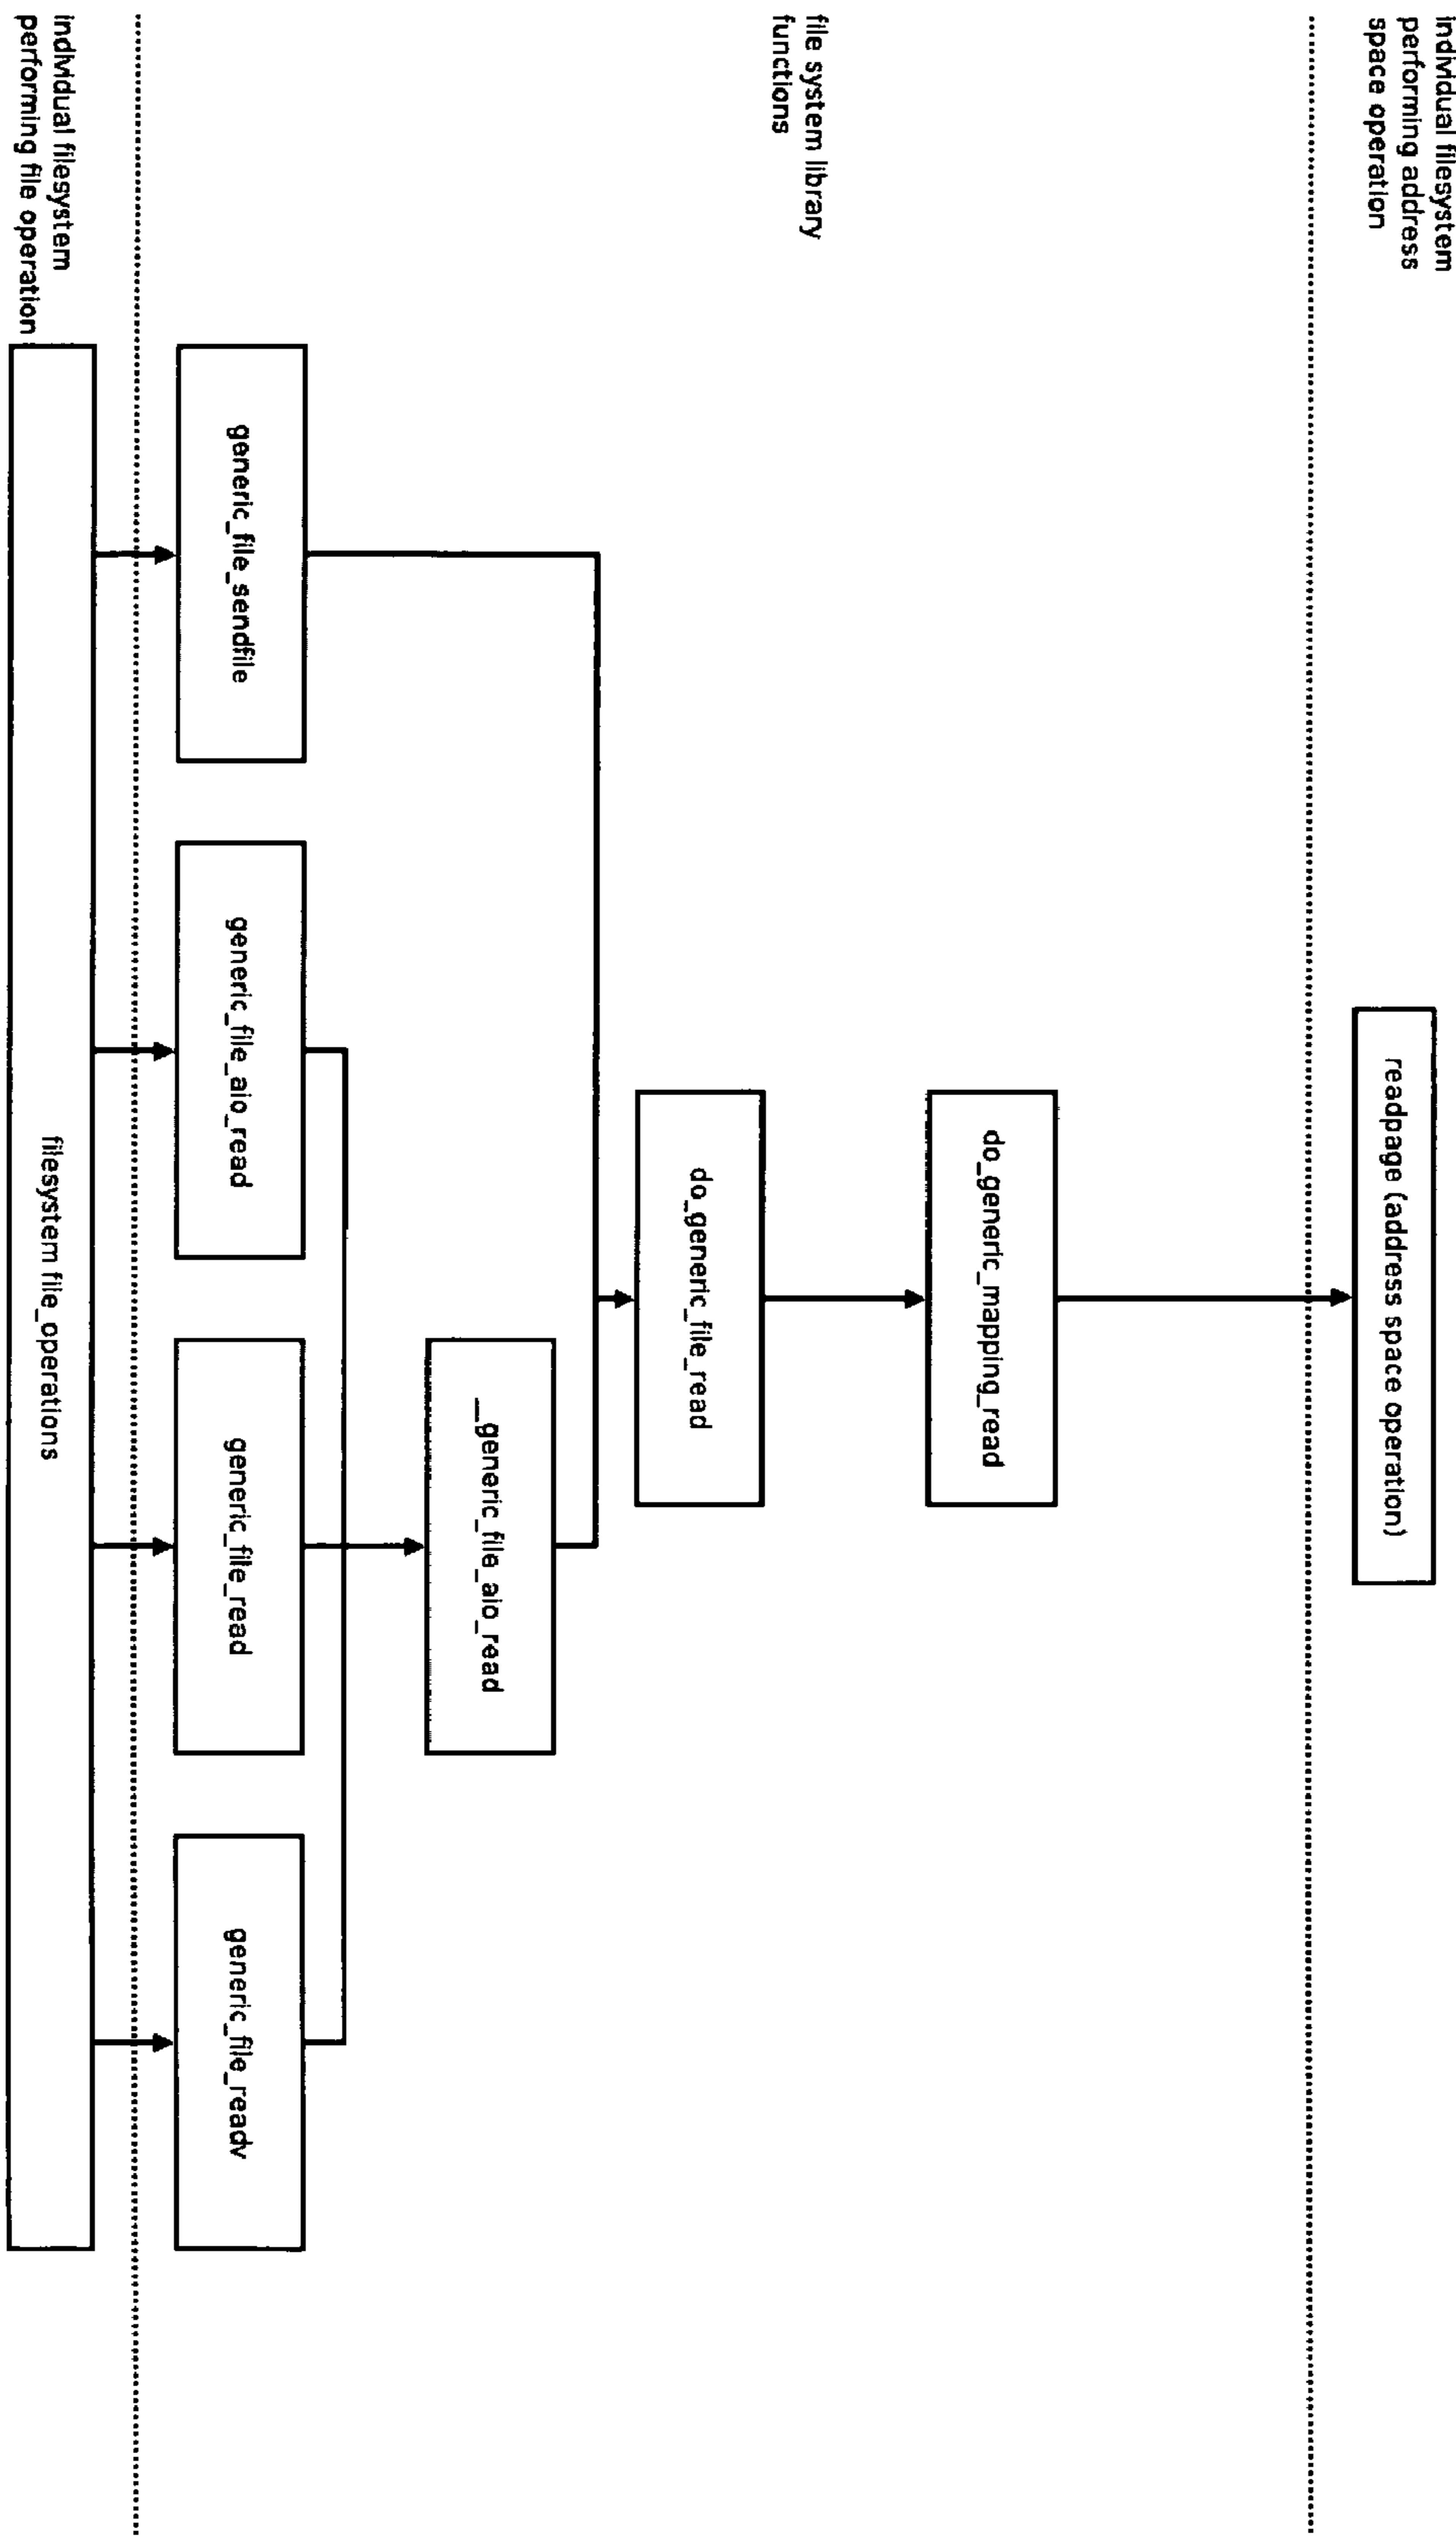 individual filesystem
performing file operation
filesystem file_operations
generic_file_sendfile
generic_file_aio_read
generic_file_read
generic_file_readv
__generic_file_aio_read
file system library
functions
do_generic_file_read
do_generic_mapping_read
individual filesystem
performing address
space operation
readpage (address space operation)